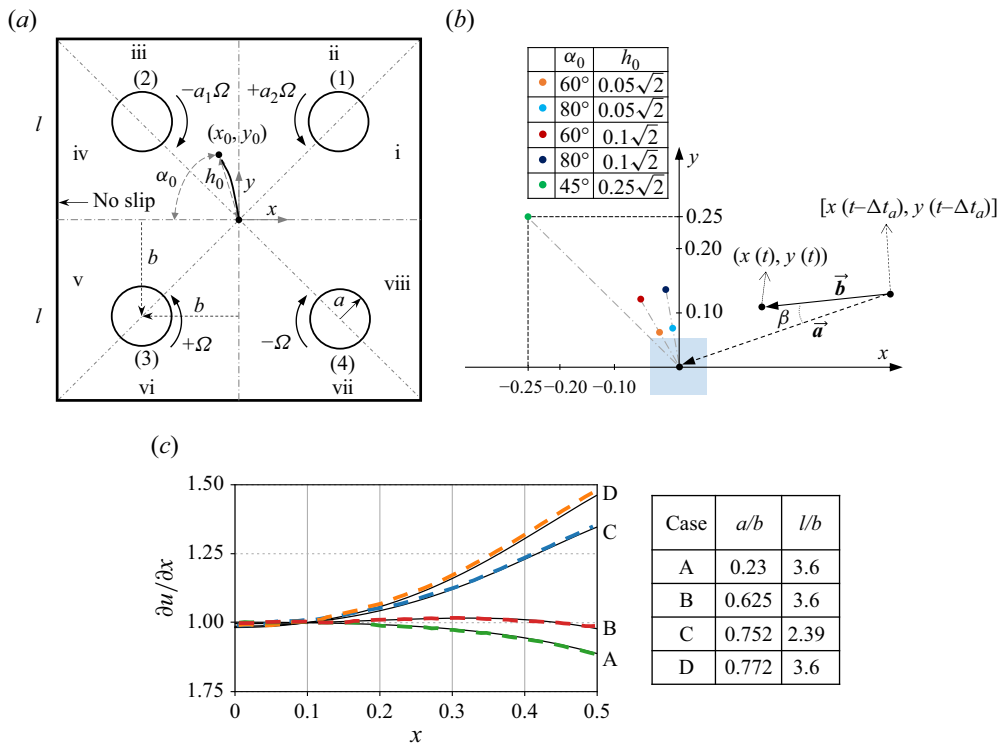 (a)
iii
ii
(2)
(1)
−a₁Ω
+a₂Ω
l
(x₀, y₀)
iv
i
α₀
h₀
y
No slip
x
b
v
viii
b
a
l
+Ω
−Ω
(3)
(4)
vi
vii
(b)
α₀ h₀
60° 0.05√2
80° 0.05√2
60° 0.1√2
80° 0.1√2
45° 0.25√2
y
[x (t−Δtₐ), y (t−Δtₐ)]
0.25
0.20
(x (t), y (t))
b⃗
0.10
β
a⃗
x
−0.25
−0.20
−0.10
(c)
1.50
D
C
1.25
∂u/∂x
1.00
B
A
1.75
0 0.1 0.2 0.3 0.4 0.5
x
Case a/b l/b
A 0.23 3.6
B 0.625 3.6
C 0.752 2.39
D 0.772 3.6